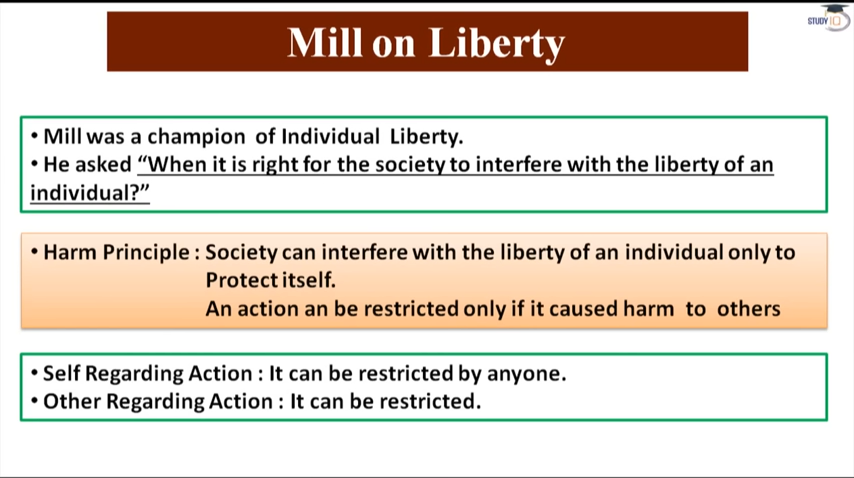 STUDY IQ
Mill on Liberty
• Mill was a champion of Individual Liberty.
• He asked “When it is right for the society to interfere with the liberty of an
individual?”
• Harm Principle : Society can interfere with the liberty of an individual only to
Protect itself.
An action an be restricted only if it caused harm to others
• Self Regarding Action : It can be restricted by anyone.
• Other Regarding Action : It can be restricted.